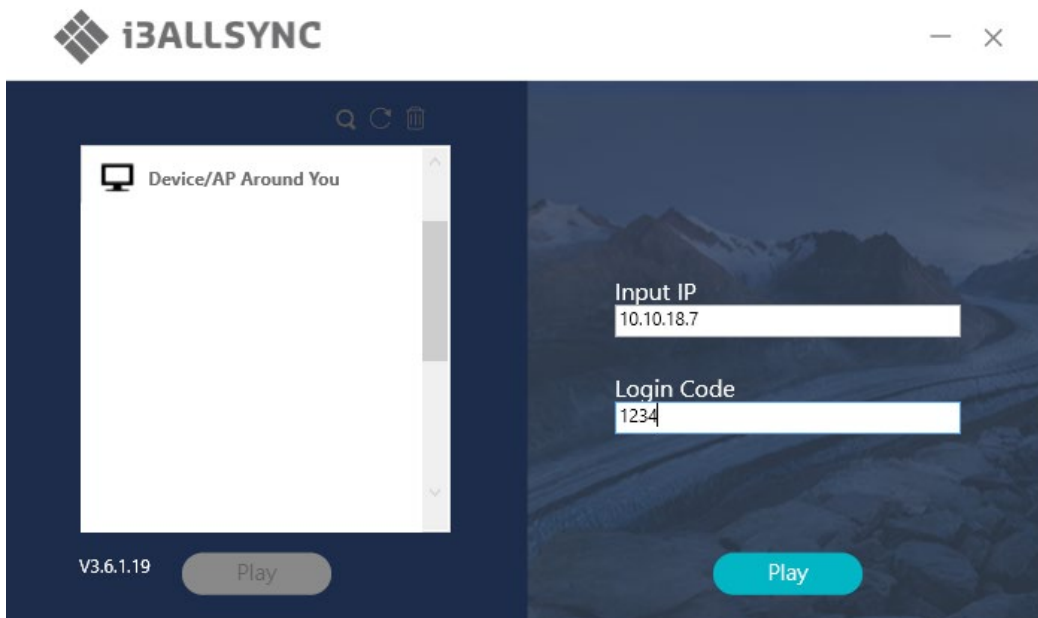 i3ALLSYNC
Device/AP Around You
V3.6.1.19
Play
Input IP
10.10.18.7
Login Code
1234
Play